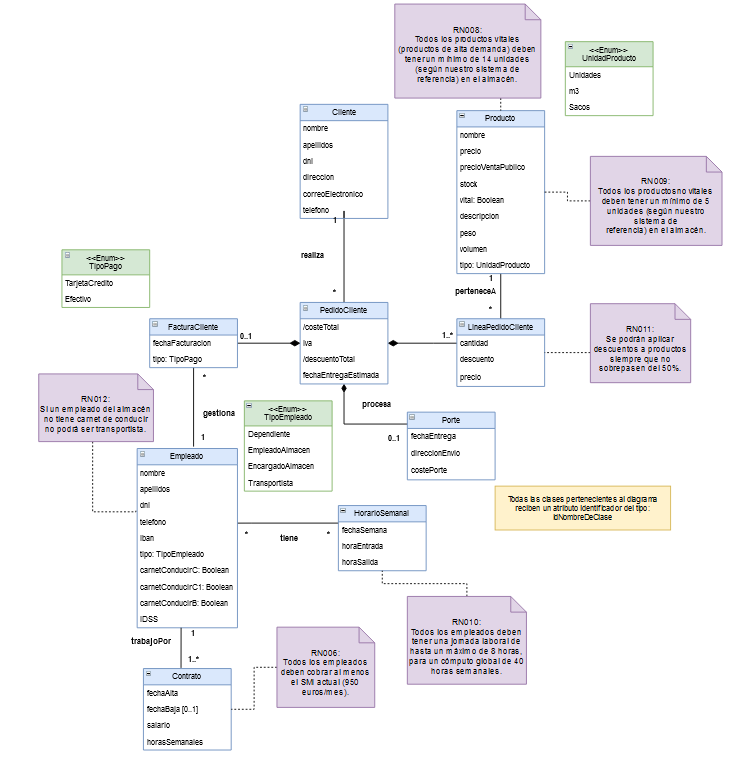 RN008:
Todos los productos vitales
(productos de alta demanda) deben
tener un mínimo de 14 unidades
(según nuestro sistema de
referencia) en el almacén.
<<Enum>>
UnidadProducto
Unidades
m3
Sacos
Cliente
nombre
apellidos
dni
direccion
correoElectronico
telefono
Producto
nombre
precio
precioVentaPublico
stock
vital: Boolean
descripcion
peso
volumen
tipo: UnidadProducto
RN009:
Todos los productosno vitales
deben tener un mínimo de 5
unidades (según nuestro
sistema de
referencia) en el almacén.
1
realiza
*
1
perteneceA
*
<<Enum>>
TipoPago
TarjetaCredito
Efectivo
FacturaCliente
fechaFacturacion
tipo: TipoPago
0..1
PedidoCliente
/costeTotal
iva
/descuentoTotal
fechaEntregaEstimada
1..*
LineaPedidoCliente
cantidad
descuento
precio
RN011:
Se podrán aplicar
descuentos a productos
siempre que no
sobrepasen del 50%.
RN012:
Si un empleado del almacén
no tiene carnet de conducir
no podrá ser transportista.
*
gestiona
1
<<Enum>>
TipoEmpleado
Dependiente
EmpleadoAlmacen
EncargadoAlmacen
Transportista
procesa
0..1
Porte
fechaEntrega
direccionEnvio
costePorte
Empleado
nombre
apellidos
dni
telefono
iban
tipo: TipoEmpleado
carnetConducirC: Boolean
carnetConducirC1: Boolean
carnetConducirB: Boolean
IDSS
*
tiene
*
HorarioSemanal
fechaSemana
horaEntrada
horaSalida
Todas las clases pertenecientes al diagrama
reciben un atributo identificador del tipo:
idNombreDeClase
RN010:
Todos los empleados deben
tener una jornada laboral de
hasta un máximo de 8 horas,
para un cómputo global de 40
horas semanales.
trabajoPor
1
1..*
RN006:
Todos los empleados
deben cobrar al menos
el SMI actual (950
euros/mes).
Contrato
fechaAlta
fechaBaja [0..1]
salario
horasSemanales